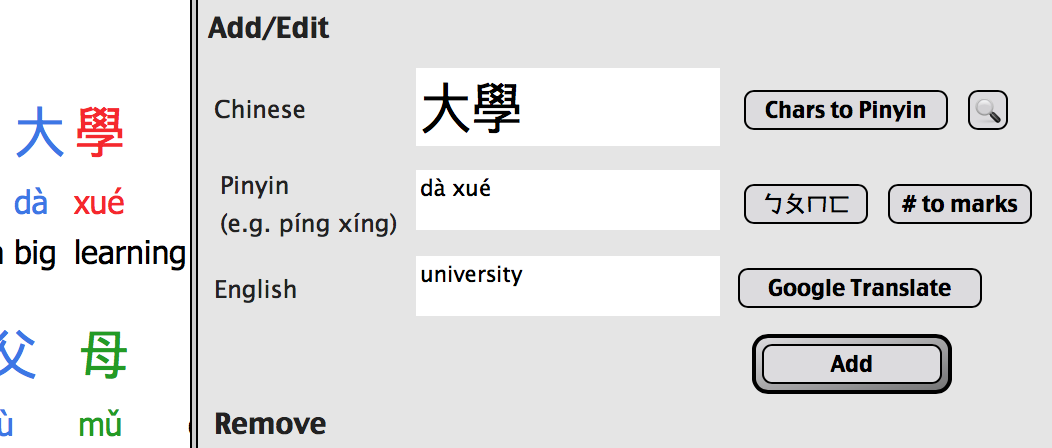 大學
dà xué
big learning
父 母
mǔ
Add/Edit
Chinese 大學 Chars to Pinyin
Pinyin dà xué ㄅㄆㄇㄈ # to marks
(e.g. píng xíng)
English university Google Translate
Add
Remove